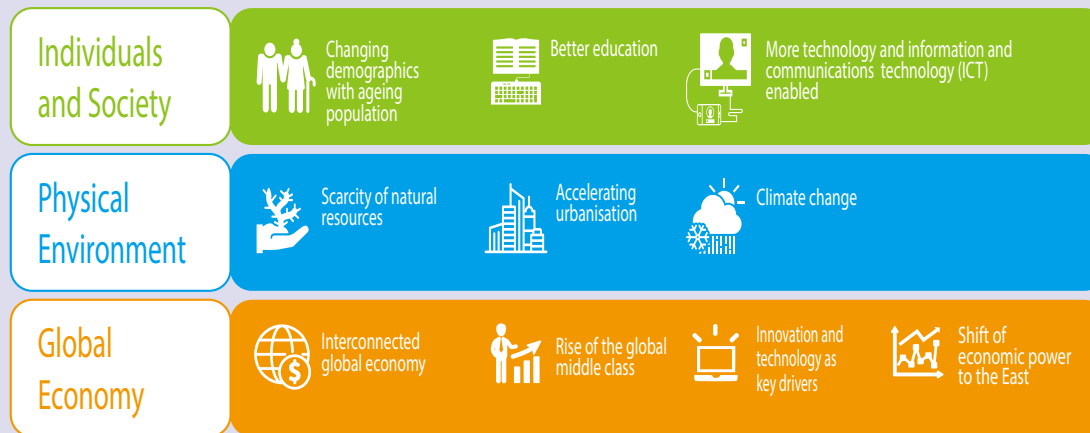 Individuals
and Society
Changing
demographics
with ageing
population
Better education
More technology and information and
communications technology (ICT)
enabled
Physical
Environment
Scarcity of natural
resources
Accelerating
urbanisation
Climate change
Global
Economy
Interconnected
global economy
$
Rise of the global
middle class
Innovation and
technology as
key drivers
Shift of
economic power
to the East